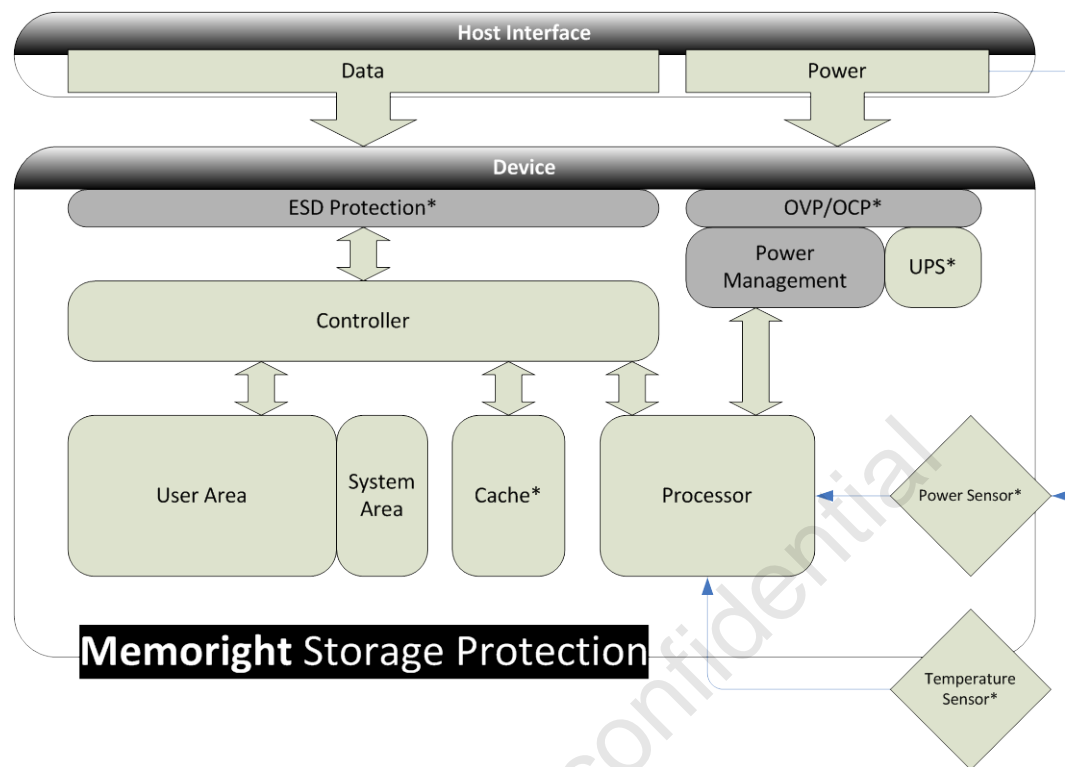 Host Interface
Data
Power
Device
ESD Protection*
OVP/OCP*
Power
Management
UPS*
Controller
User Area
System
Area
Cache*
Processor
Power Sensor*
Temperature
Sensor*
Memoright Storage Protection
confidential